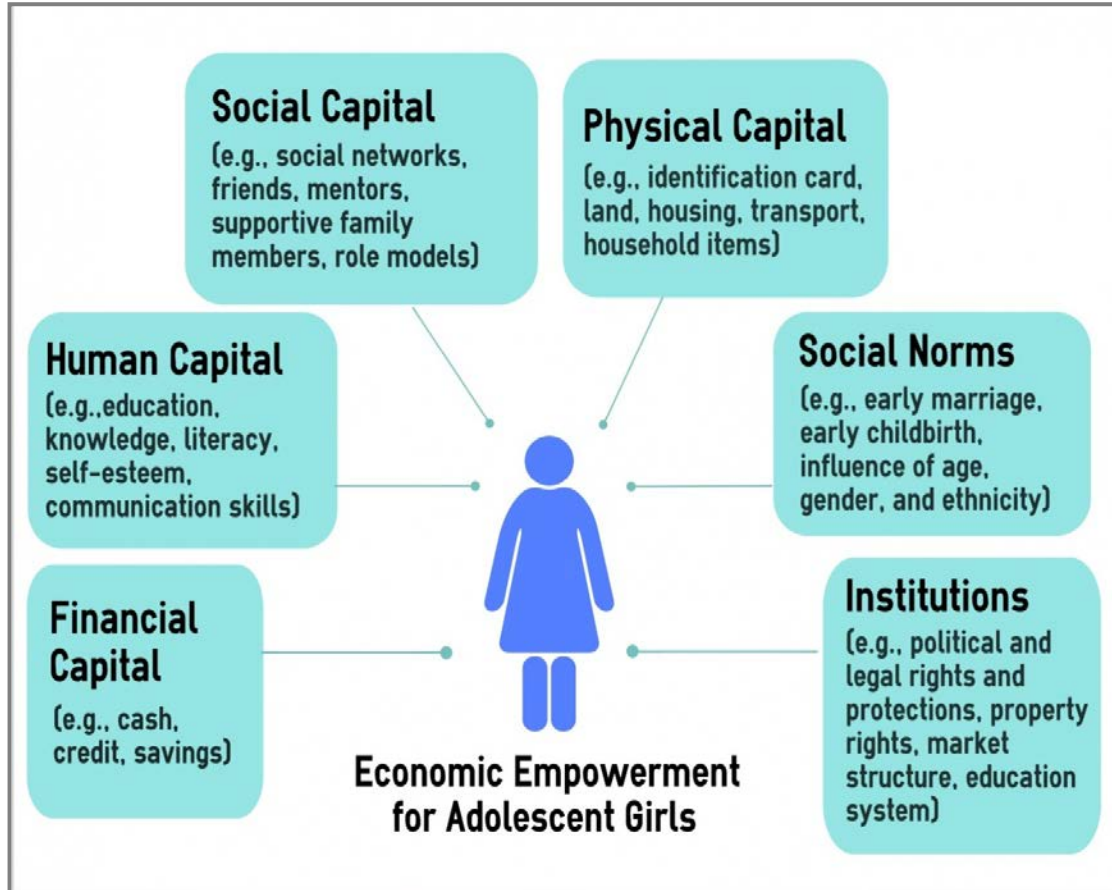 Social Capital
(e.g., social networks,
friends, mentors,
supportive family
members, role models)
Physical Capital
(e.g., identification card,
land, housing, transport,
household items)
Human Capital
(e.g.,education,
knowledge, literacy,
self-esteem,
communication skills)
Social Norms
(e.g., early marriage,
early childbirth,
influence of age,
gender, and ethnicity)
Financial
Capital
(e.g., cash,
credit, savings)
Institutions
(e.g., political and
legal rights and
protections, property
rights, market
structure, education
system)
Economic Empowerment
for Adolescent Girls